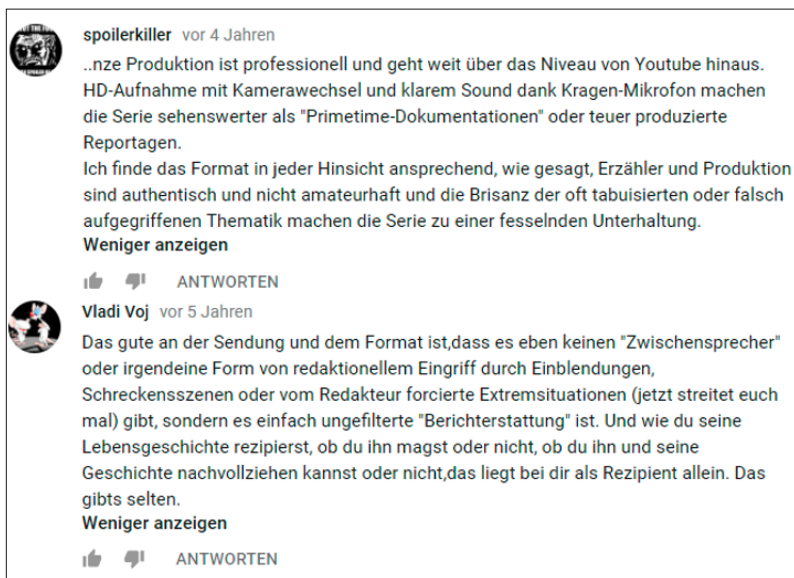 spoilerkiller vor 4 Jahren
..nze Produktion ist professionell und geht weit über das Niveau von Youtube hinaus.
HD-Aufnahme mit Kamerawechsel und klarem Sound dank Kragen-Mikrofon machen
die Serie sehenswerter als "Primetime-Dokumentationen" oder teuer produzierte
Reportagen.
Ich finde das Format in jeder Hinsicht ansprechend, wie gesagt, Erzähler und Produktion
sind authentisch und nicht amateurhaft und die Brisanz der oft tabuisierten oder falsch
aufgegriffenen Thematik machen die Serie zu einer fesselnden Unterhaltung.
Weniger anzeigen
ANTWORTEN
Vladi Voj vor 5 Jahren
Das gute an der Sendung und dem Format ist,dass es eben keinen "Zwischensprecher"
oder irgendeine Form von redaktionellem Eingriff durch Einblendungen,
Schreckensszenen oder vom Redakteur forcierte Extremsituationen (jetzt streitet euch
mal) gibt, sondern es einfach ungefilterte "Berichterstattung" ist. Und wie du seine
Lebensgeschichte rezipierst, ob du ihn magst oder nicht, ob du ihn und seine
Geschichte nachvollziehen kannst oder nicht,das liegt bei dir als Rezipient allein. Das
gibts selten.
Weniger anzeigen
ANTWORTEN